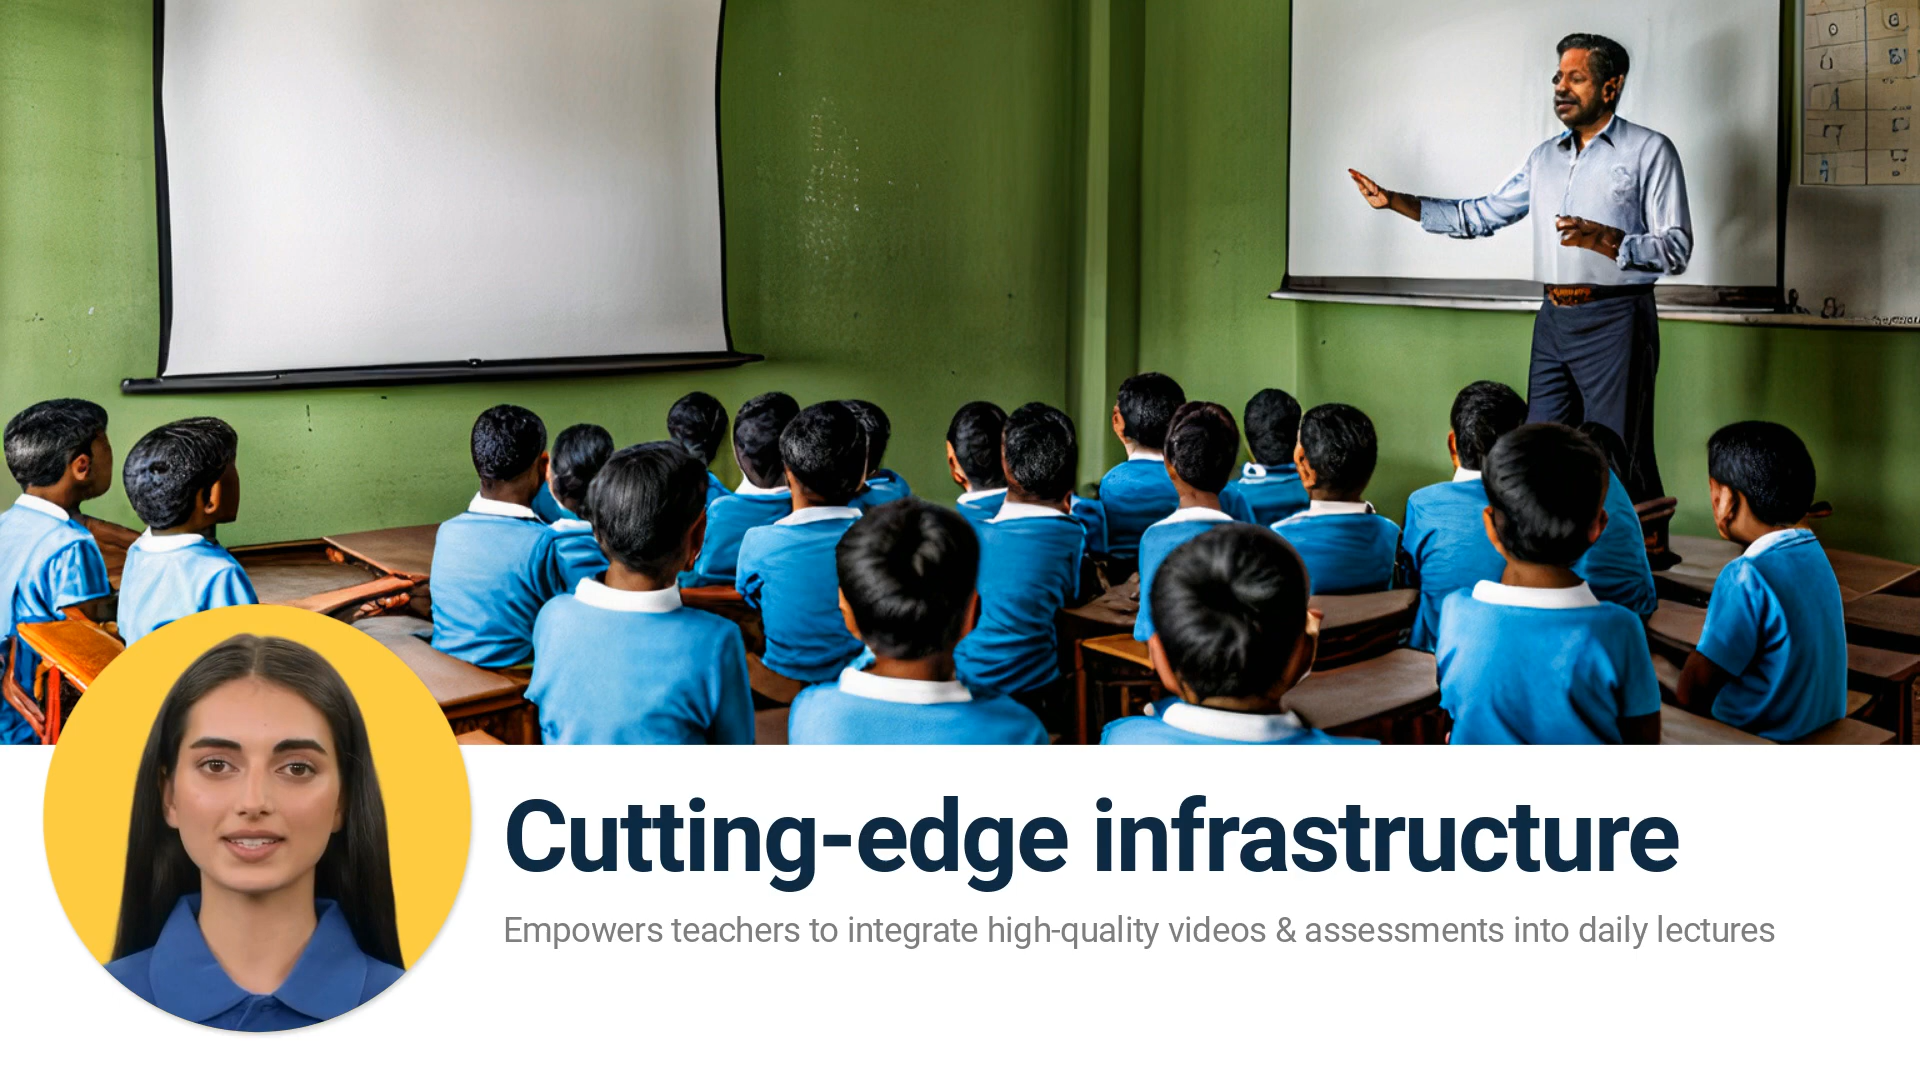 Cutting-edge infrastructure
Empowers teachers to integrate high-quality videos & assessments into daily lectures